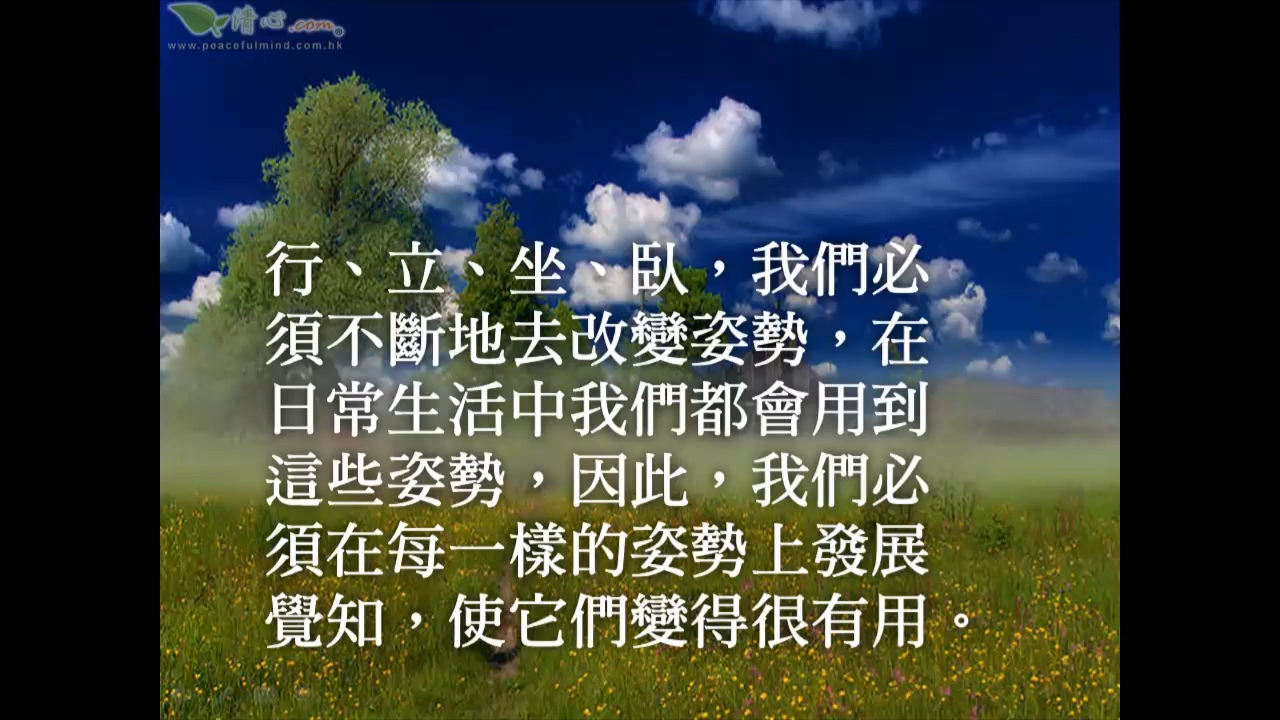 清心.com
www.peacefulmind.com.hk
行、立、坐、臥，我們必
須不斷地去改變姿勢，在
日常生活中我們都會用到
這些姿勢，因此，我們必
須在每一樣的姿勢上發展
覺知，使它們變得很有用。